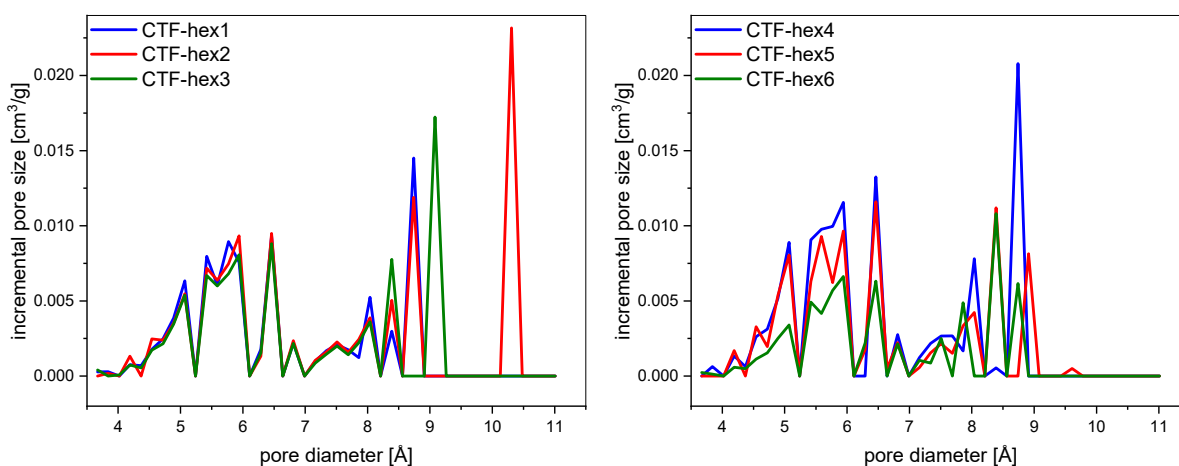 CTF-hex1
CTF-hex2
CTF-hex3
incremental pore size [cm³/g]
0.020
0.015
0.010
0.005
0.000
4 5 6 7 8 9 10 11
pore diameter [Å]
CTF-hex4
CTF-hex5
CTF-hex6
incremental pore size [cm³/g]
0.020
0.015
0.010
0.005
0.000
4 5 6 7 8 9 10 11
pore diameter [Å]